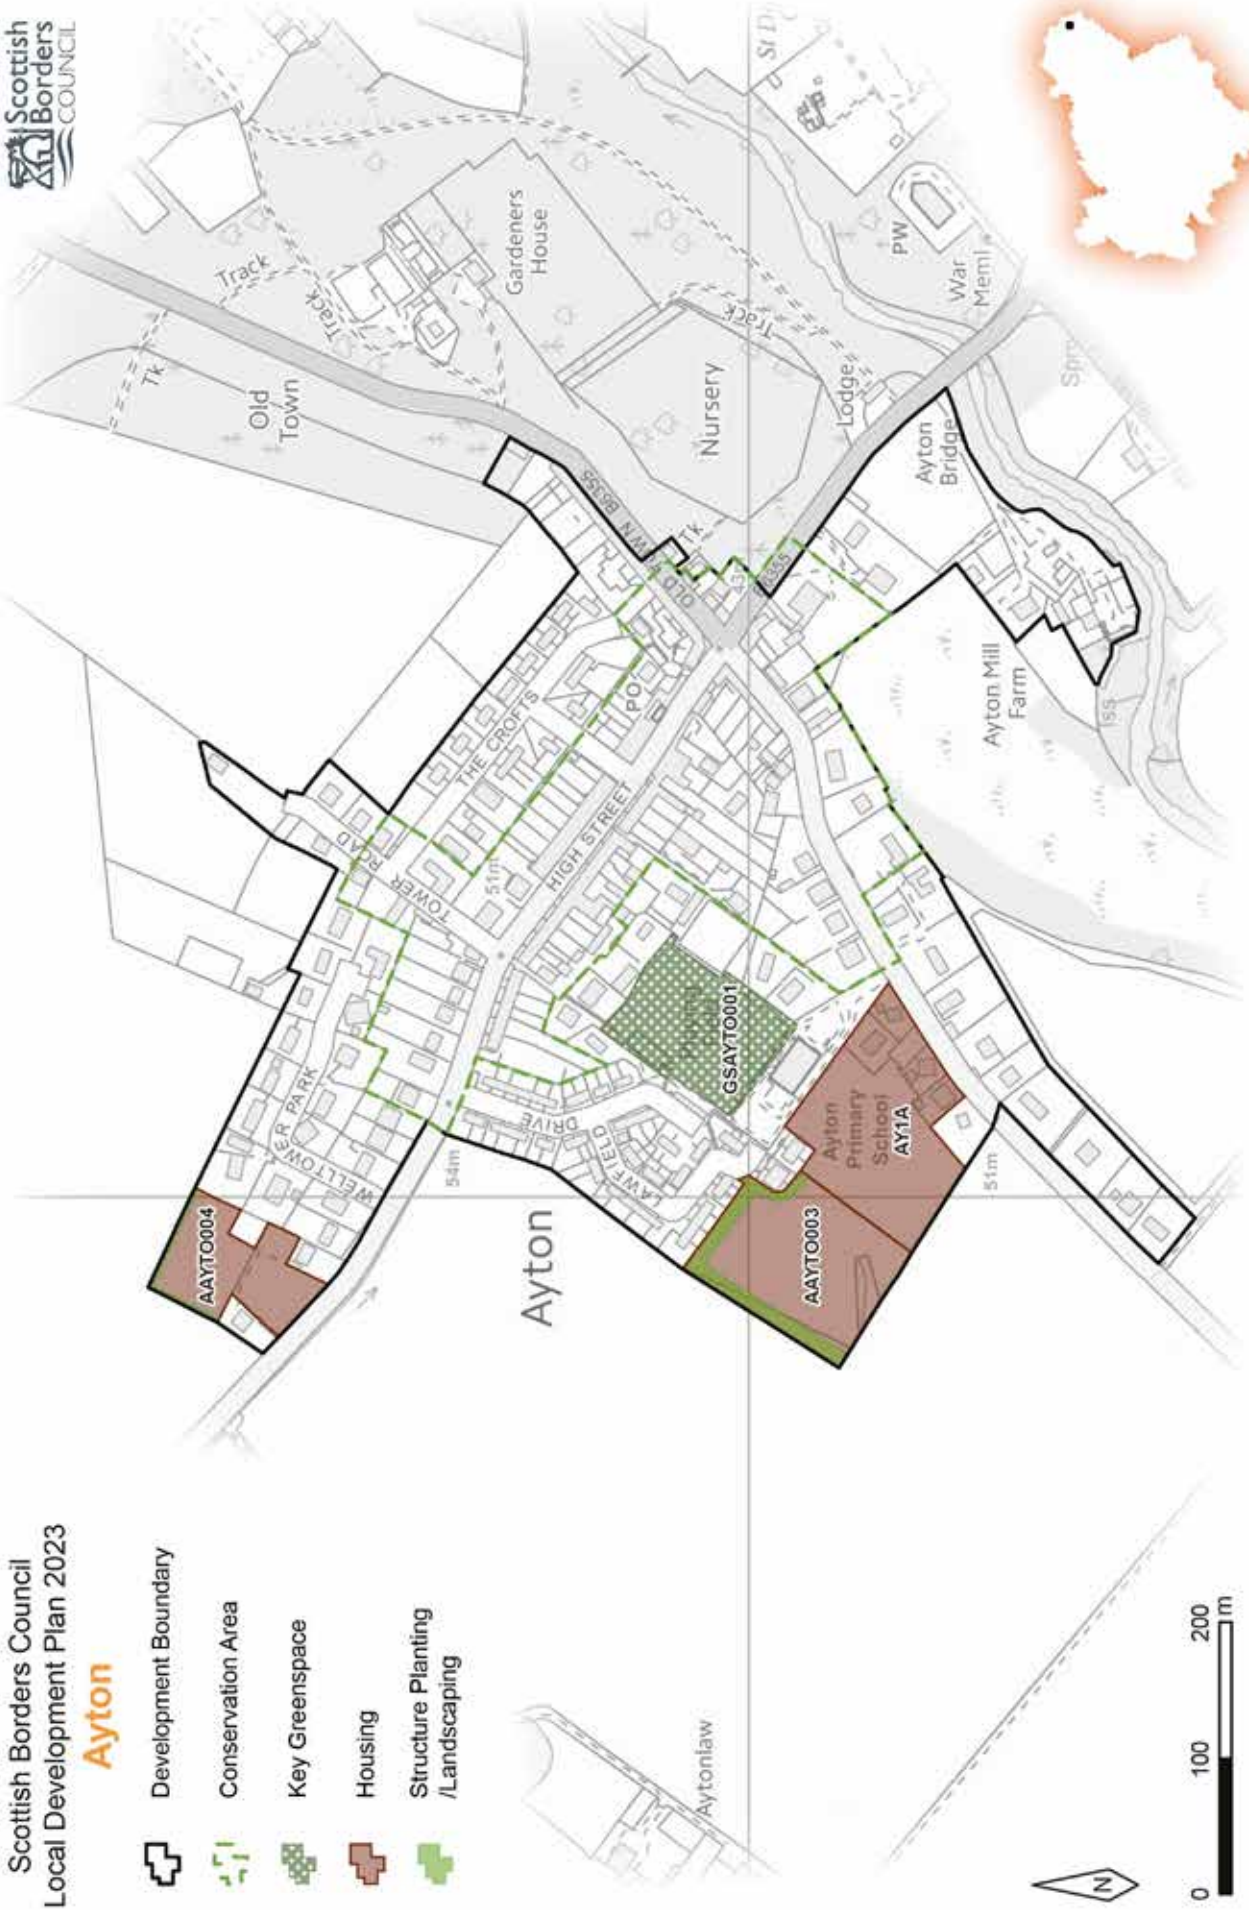 Scottish Borders Council
Local Development Plan 2023
Ayton
Development Boundary
Conservation Area
Key Greenspace
Housing
Structure Planting
/Landscaping
Scottish
Borders
COUNCIL
AAYTO004
WELLTOWER PARK
TOWER ROAD
THE CROFTS
Tk
Old
Town
Track
Track
Gardeners
House
54m
51m
HIGH STREET
PO
OLD
B6355
Tk
Nursery
Track
Ayton
LAWFIELD
DRIVE
GSAYTO001
Lodge
PW
War
Meml
AAYTO003
Ayton
Primary
School
AY1A
Ayton
Bridge
Ayton Mill
Farm
51m
Aytonlaw
N
0 100 200
m